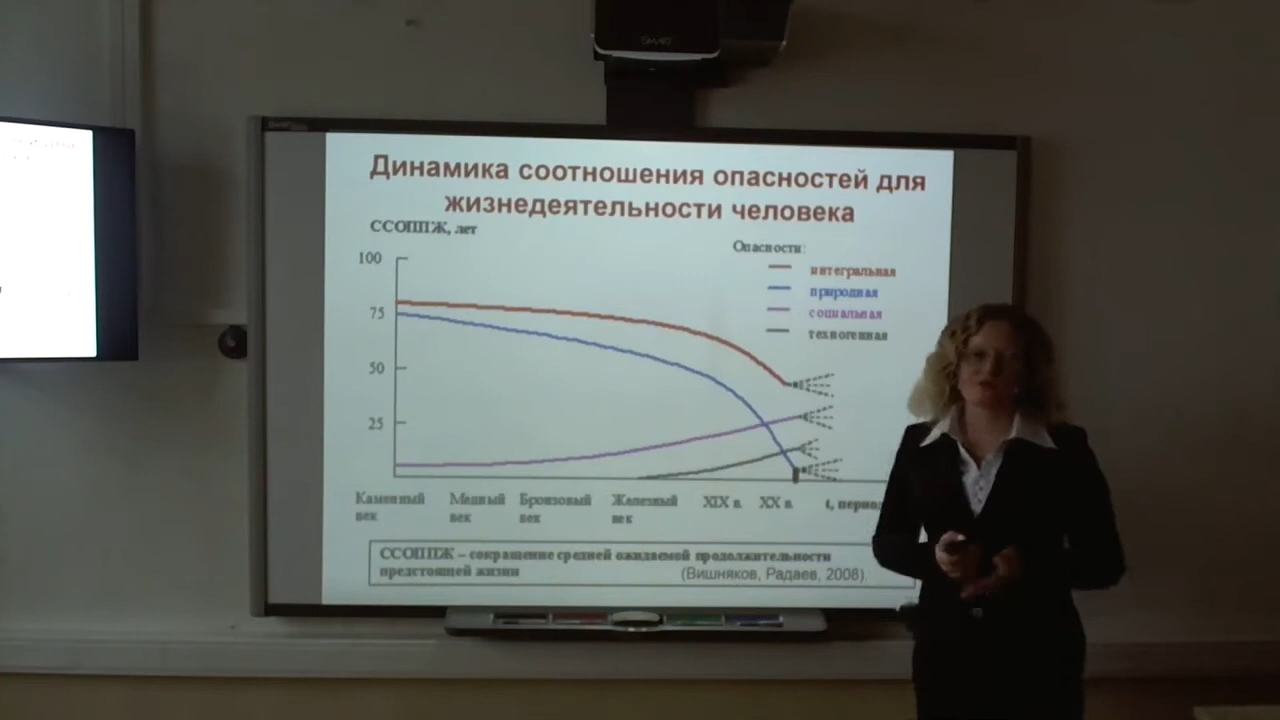 SMART
Динамика соотношения опасностей для
жизнедеятельности человека
ССОППЖ, лет
Опасности:
интегральная
природная
социальная
техногенная
100
75
50
25
Каменный
век
Медный
век
Бронзовый
век
Железный
век
XIX в.
XX в.
t, период
ССОППЖ – сокращение средней ожидаемой продолжительности
предстоящей жизни
(Вишняков, Радаев, 2008)